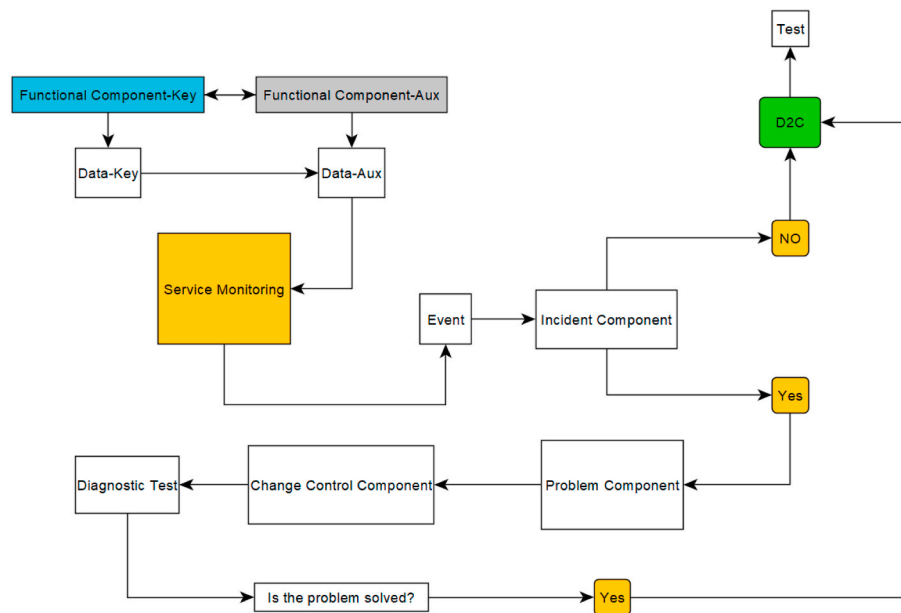 Test
Functional Component-Key
Functional Component-Aux
D2C
Data-Key
Data-Aux
NO
Service Monitoring
Event
Incident Component
Yes
Diagnostic Test
Change Control Component
Problem Component
Is the problem solved?
Yes